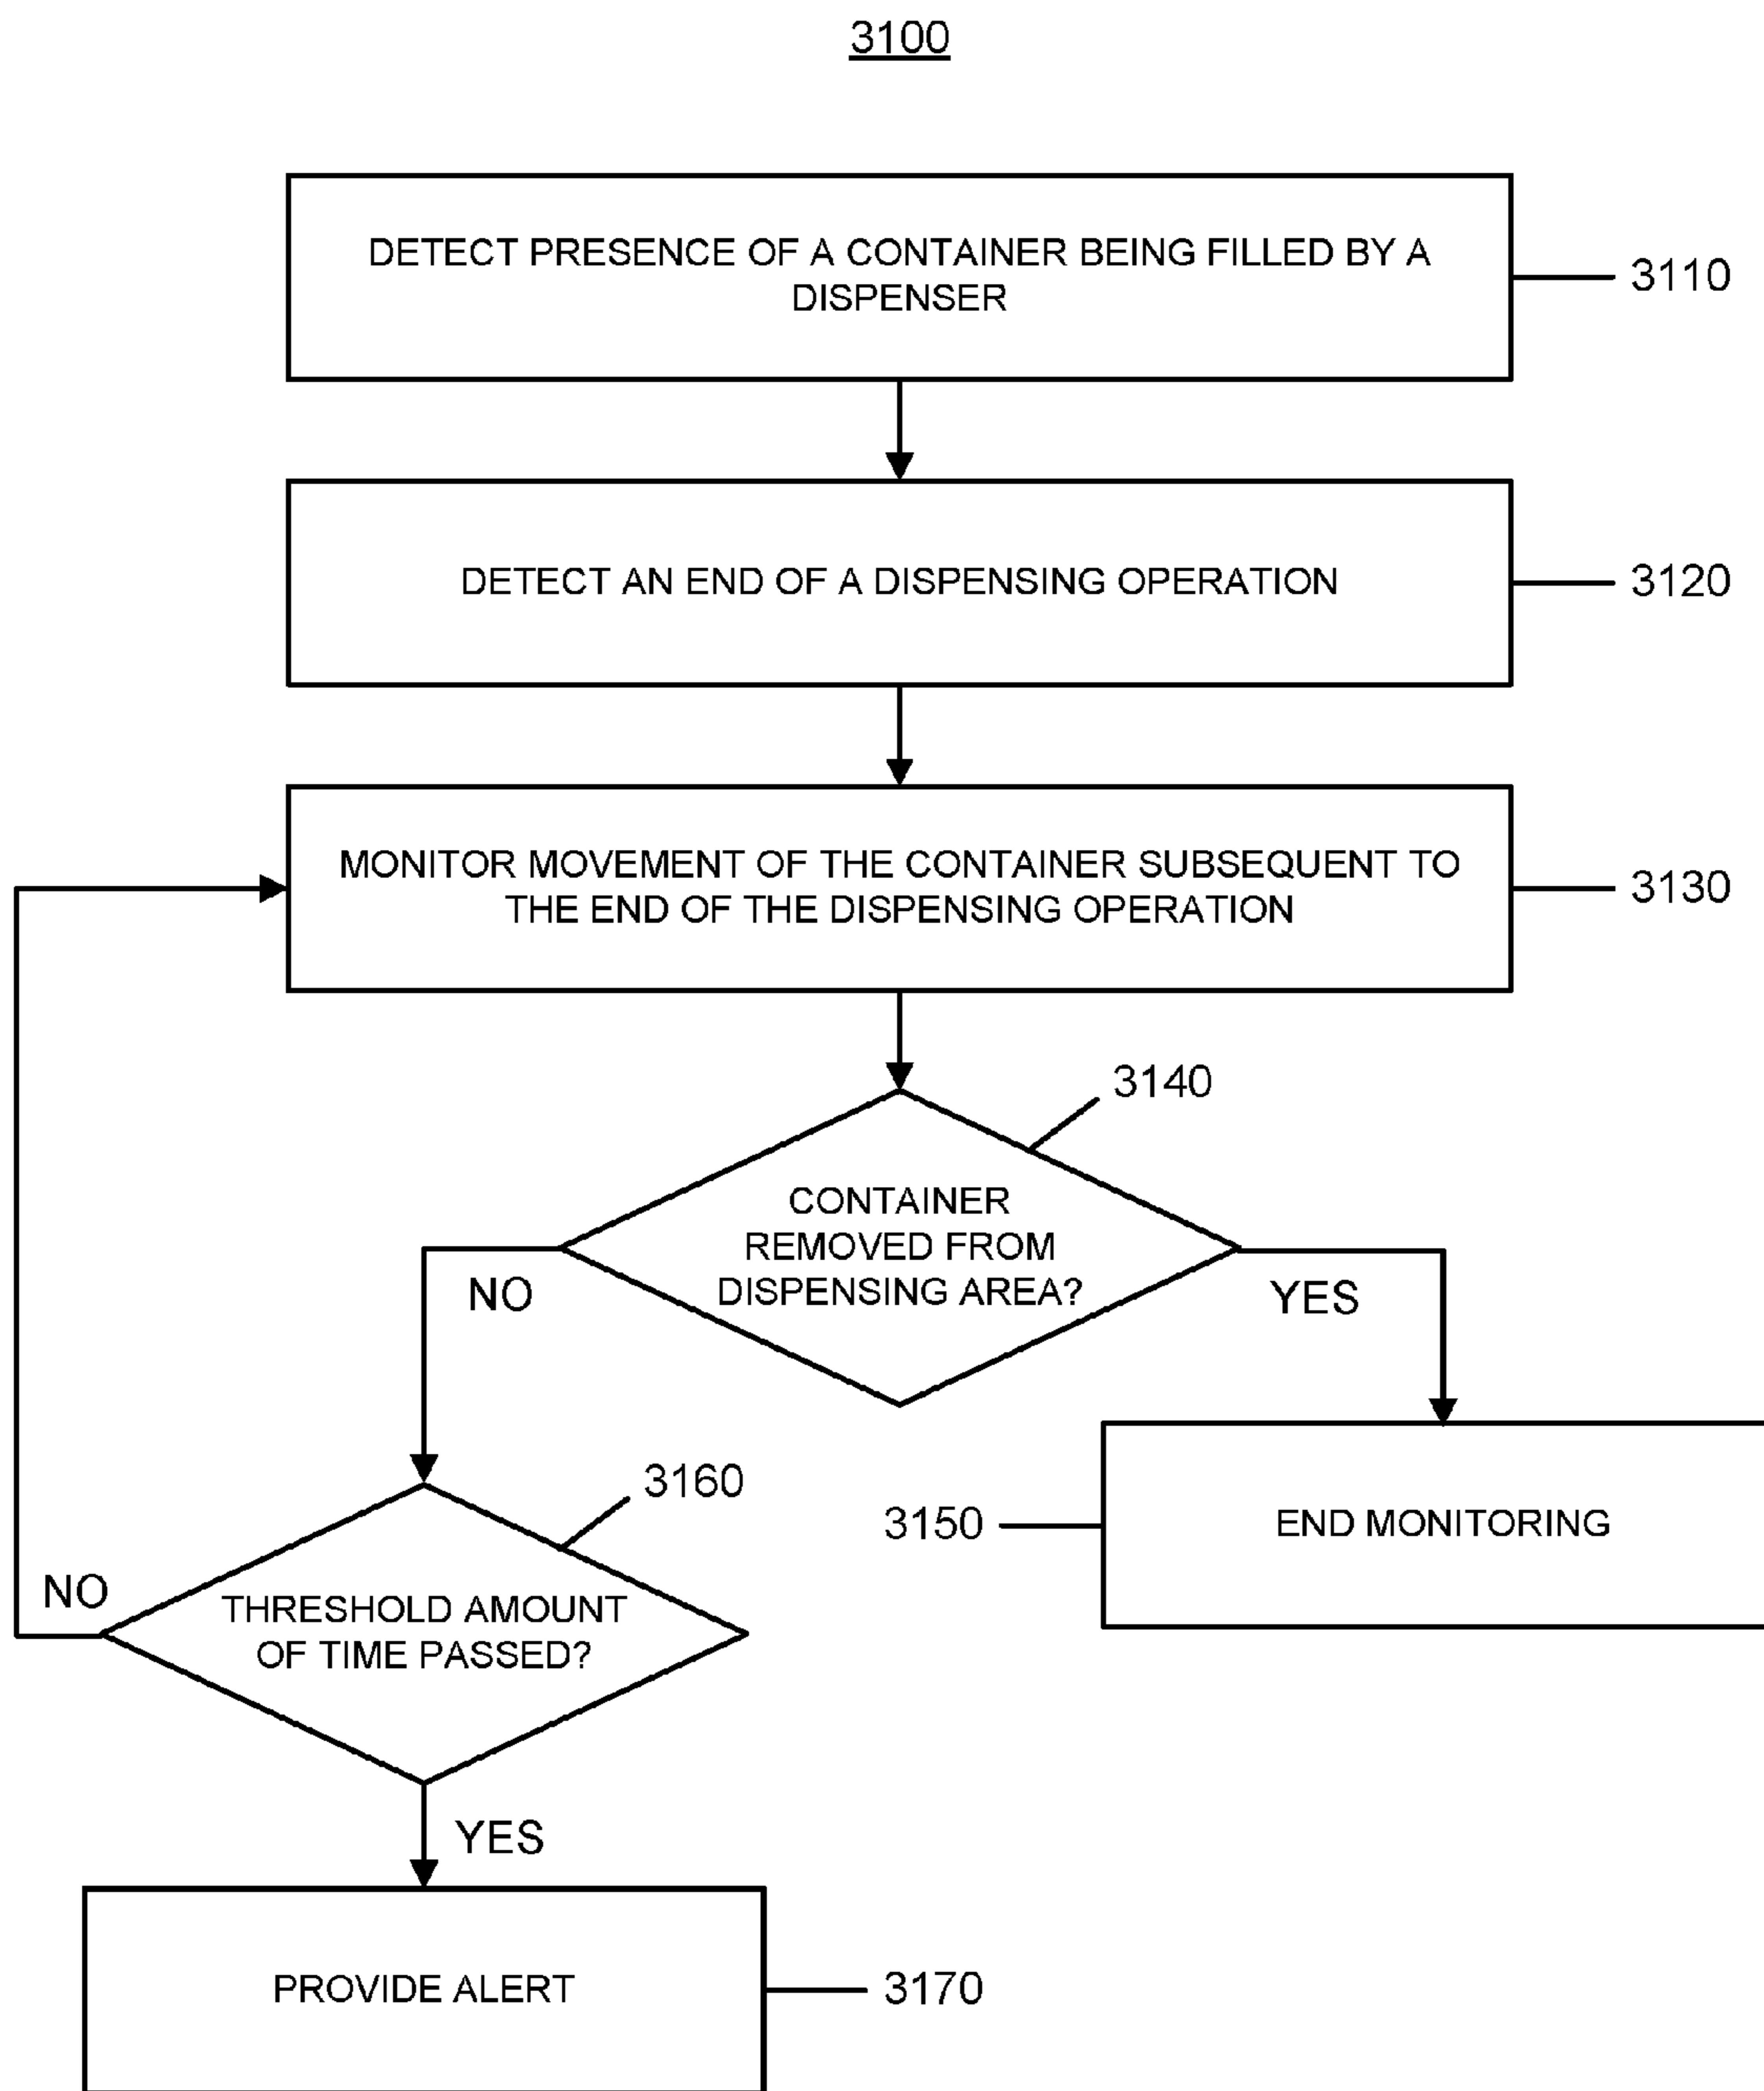 3100
DETECT PRESENCE OF A CONTAINER BEING FILLED BY A
DISPENSER
3110
DETECT AN END OF A DISPENSING OPERATION
3120
MONITOR MOVEMENT OF THE CONTAINER SUBSEQUENT TO
THE END OF THE DISPENSING OPERATION
3130
3140
CONTAINER
REMOVED FROM
DISPENSING AREA?
NO
YES
3160
3150
END MONITORING
NO
THRESHOLD AMOUNT
OF TIME PASSED?
YES
PROVIDE ALERT
3170